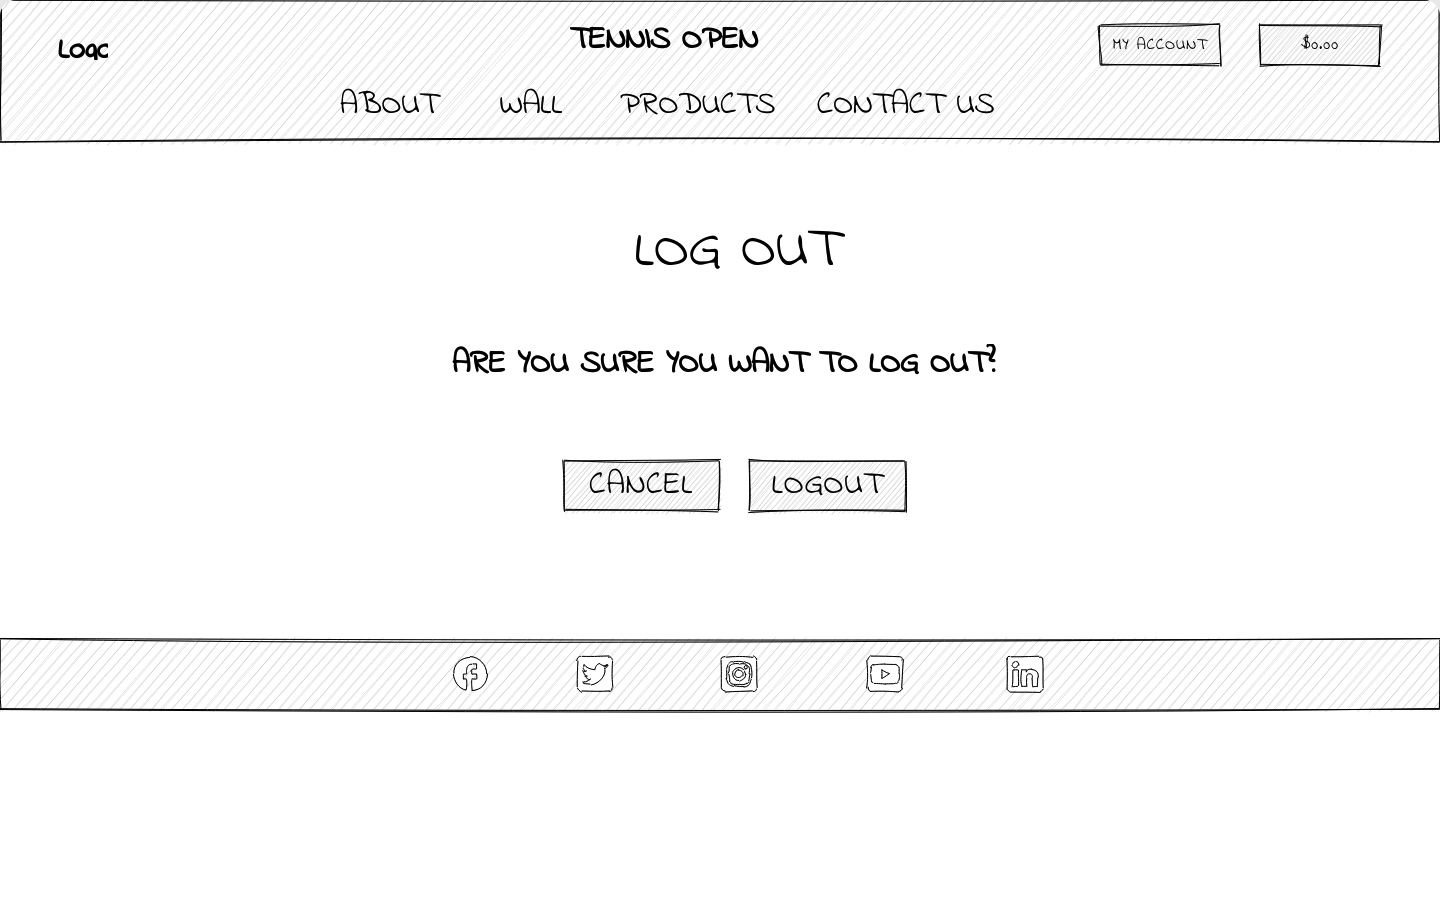 Logo
TENNIS OPEN
MY ACCOUNT
$0.00
ABOUT WALL PRODUCTS CONTACT US
LOG OUT
ARE YOU SURE YOU WANT TO LOG OUT?
CANCEL LOGOUT
f
in